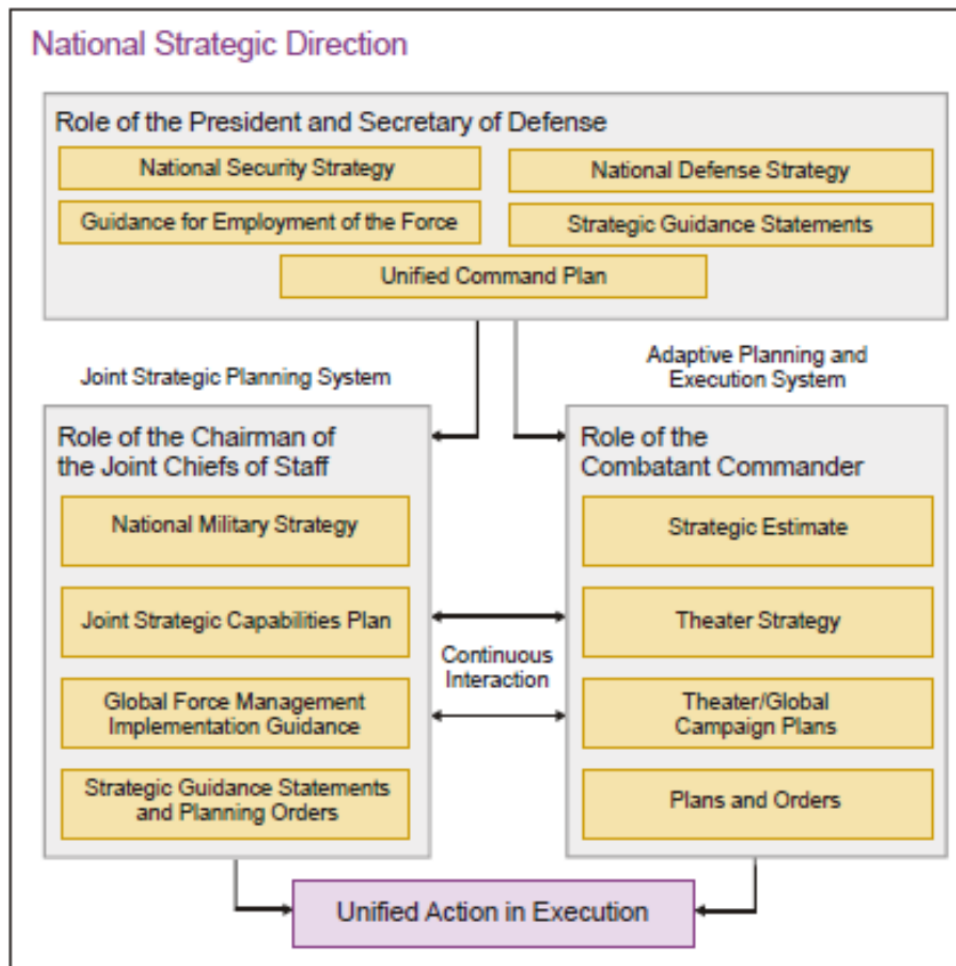 National Strategic Direction
Role of the President and Secretary of Defense
National Security Strategy
National Defense Strategy
Guidance for Employment of the Force
Strategic Guidance Statements
Unified Command Plan
Joint Strategic Planning System
Adaptive Planning and
Execution System
Role of the Chairman of
the Joint Chiefs of Staff
National Military Strategy
Joint Strategic Capabilities Plan
Global Force Management
Implementation Guidance
Strategic Guidance Statements
and Planning Orders
Continuous
Interaction
Role of the
Combatant Commander
Strategic Estimate
Theater Strategy
Theater/Global
Campaign Plans
Plans and Orders
Unified Action in Execution